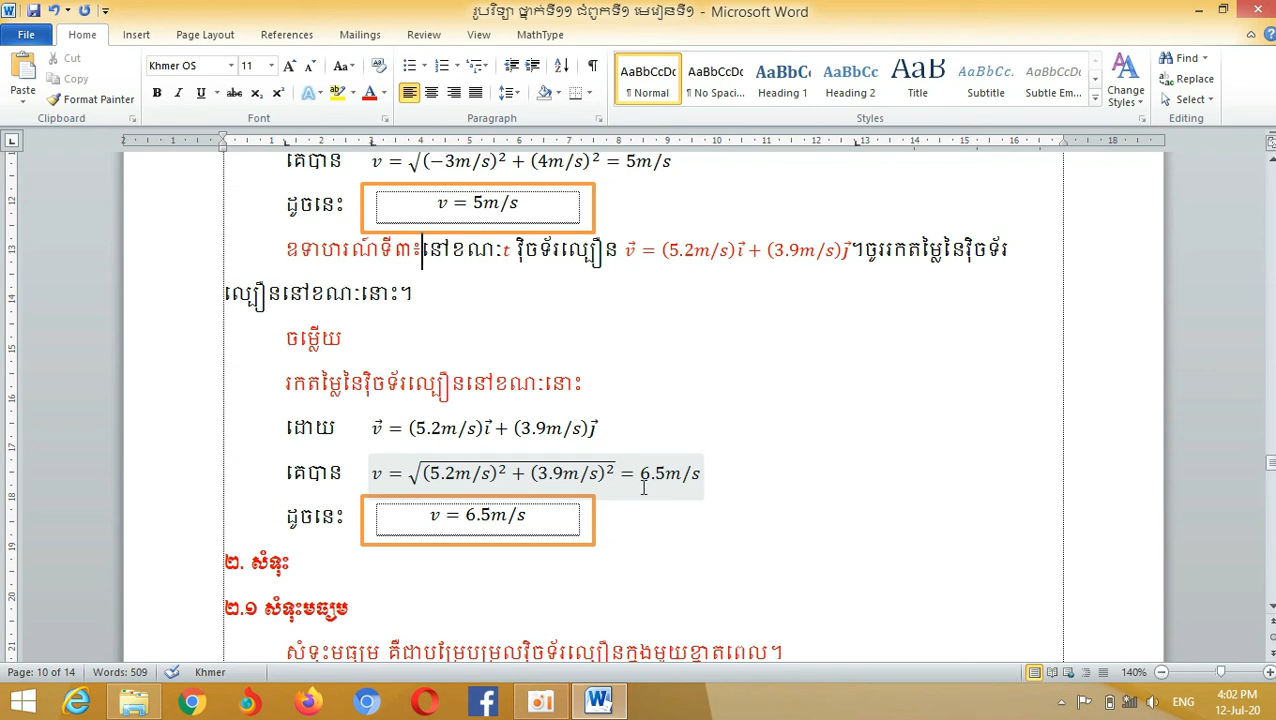 រូបវិទ្យា ថ្នាក់ទី១១ ជំពូកទី១ មេរៀនទី១ - Microsoft Word
File Home Insert Page Layout References Mailings Review View MathType
Paste Cut Copy Format Painter
Khmer OS 11
AaBbCcDc AaBbCcDc AaBbCc AaBbCc AaB AaBbCcDc AaBbCcDc
¶ Normal ¶ No Spaci... Heading 1 Heading 2 Title Subtitle Subtle Em...
Change Styles
Find Replace Select
Clipboard Font Paragraph Styles Editing
គេបាន v = √(−3m/s)² + (4m/s)² = 5m/s
ដូចនេះ v = 5m/s
ឧទាហរណ៍ទី៣៖ នៅខណៈt វ៉ិចទ័រល្បឿន v⃗ = (5.2m/s)i⃗ + (3.9m/s)j⃗។ចូររកតម្លៃនៃវ៉ិចទ័រ
ល្បឿននៅខណៈនោះ។
ចម្លើយ
រកតម្លៃនៃវ៉ិចទ័រល្បឿននៅខណៈនោះ
ដោយ v⃗ = (5.2m/s)i⃗ + (3.9m/s)j⃗
គេបាន v = √(5.2m/s)² + (3.9m/s)² = 6.5m/s
ដូចនេះ v = 6.5m/s
២. សំទុះ
២.១ សំទុះមធ្យម
សំទុះមធ្យម គឺជាបម្រែបម្រួលវ៉ិចទ័រល្បឿនក្នុងមួយខ្នាតពេល។
Page: 10 of 14 Words: 509 Khmer 140%
ENG 4:02 PM
12-Jul-20